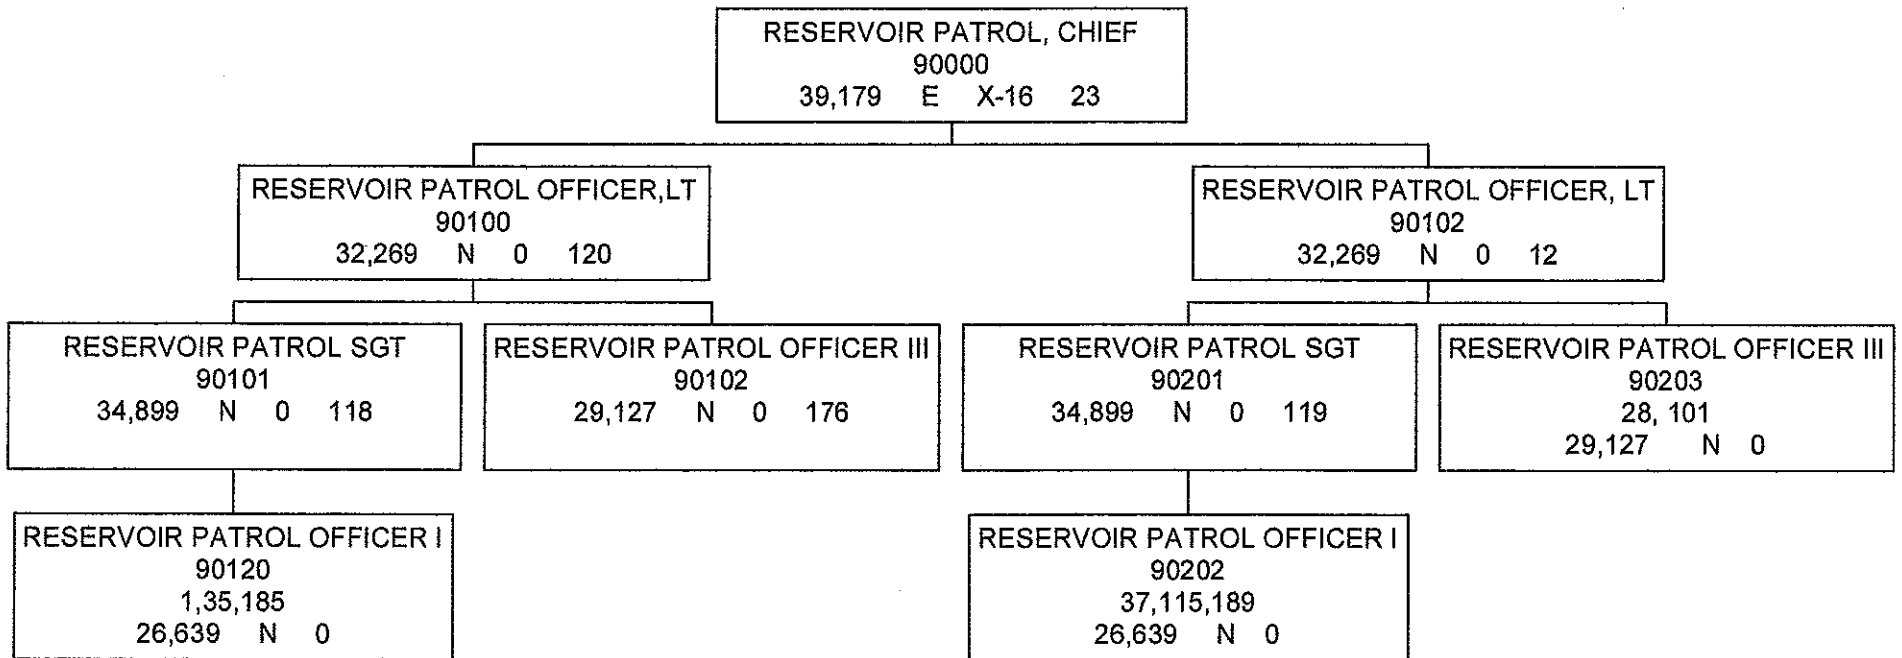 RESERVOIR PATROL, CHIEF
90000
39,179 E X-16 23
RESERVOIR PATROL OFFICER,LT
90100
32,269 N 0 120
RESERVOIR PATROL OFFICER, LT
90102
32,269 N 0 12
RESERVOIR PATROL SGT
90101
34,899 N 0 118
RESERVOIR PATROL OFFICER III
90102
29,127 N 0 176
RESERVOIR PATROL SGT
90201
34,899 N 0 119
RESERVOIR PATROL OFFICER III
90203
28, 101
29,127 N 0
RESERVOIR PATROL OFFICER I
90120
1,35,185
26,639 N 0
RESERVOIR PATROL OFFICER I
90202
37,115,189
26,639 N 0